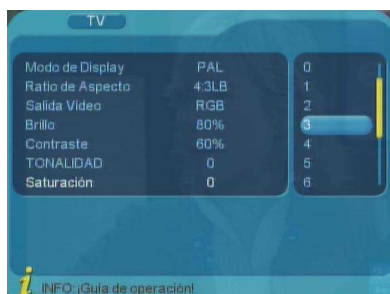 TV
Modo de Display PAL
Ratio de Aspecto 4:3LB
Salida Video RGB
Brillo 80%
Contraste 60%
TONALIDAD 0
Saturación 0
0
1
2
3
4
5
6
INFO: ¡Guía de operación!